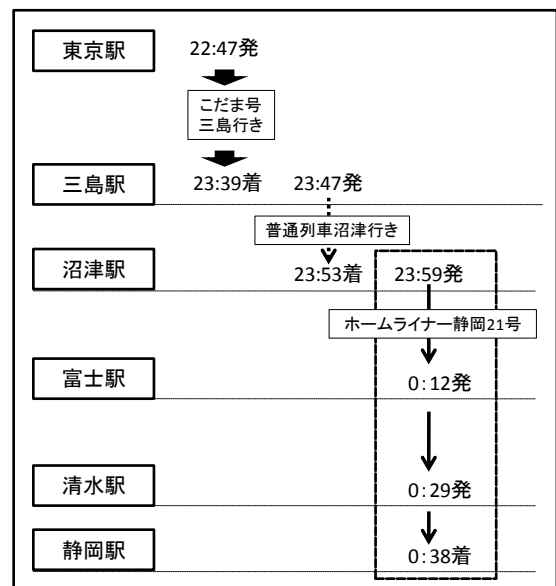 東京駅 22:47発
こだま号
三島行き
三島駅 23:39着 23:47発
普通列車沼津行き
沼津駅 23:53着 23:59発
ホームライナー静岡21号
富士駅 0:12発
清水駅 0:29発
静岡駅 0:38着